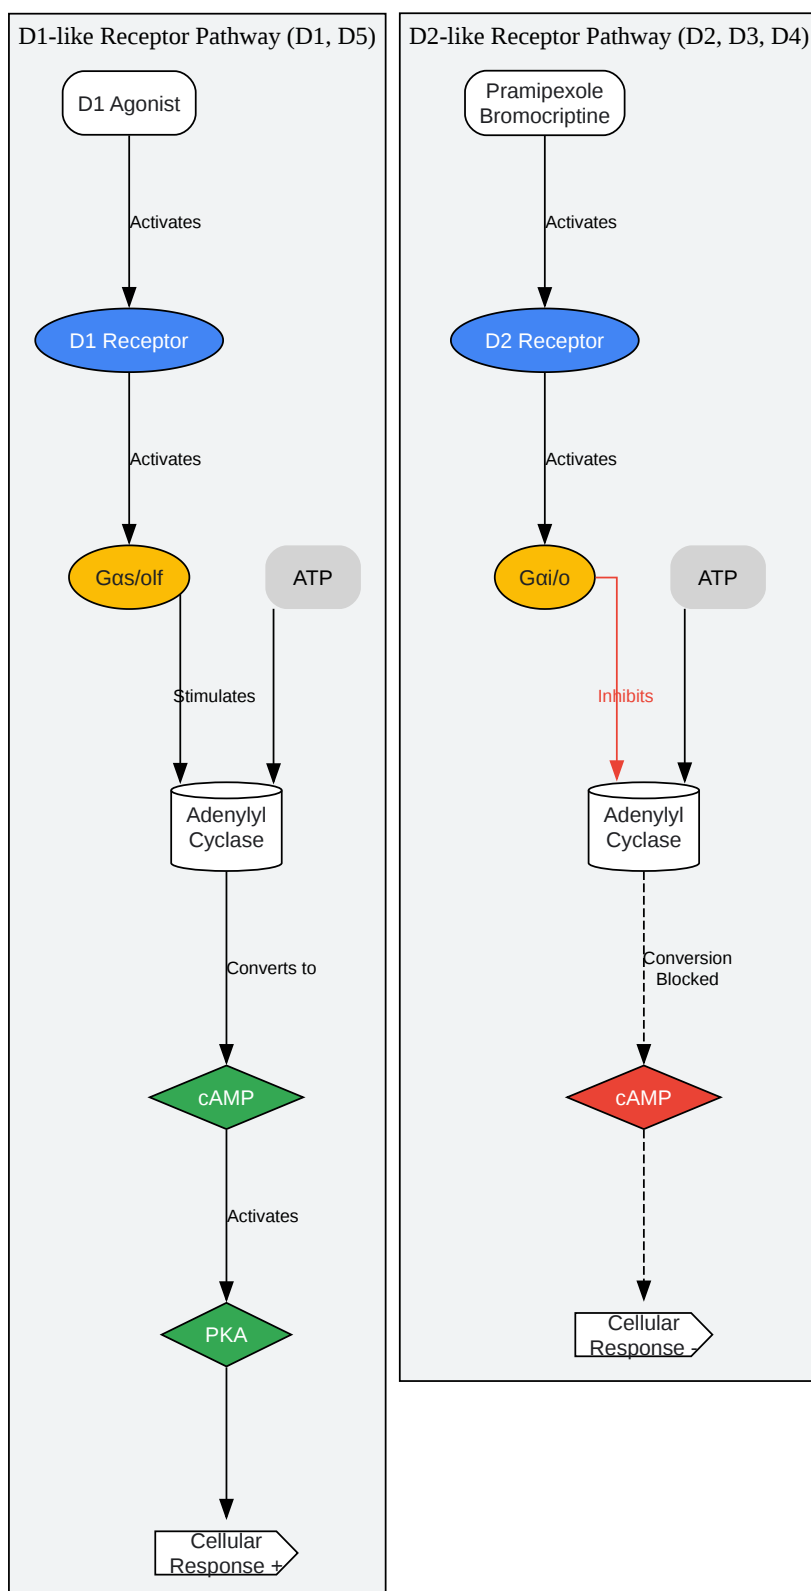 D1-like Receptor Pathway (D1, D5)
D1 Agonist
Activates
D1 Receptor
Activates
Gαs/olf
ATP
Stimulates
Adenylyl
Cyclase
Converts to
cAMP
Activates
PKA
Cellular
Response +
D2-like Receptor Pathway (D2, D3, D4)
Pramipexole
Bromocriptine
Activates
D2 Receptor
Activates
Gαi/o
ATP
Inhibits
Adenylyl
Cyclase
Conversion
Blocked
cAMP
Cellular
Response -